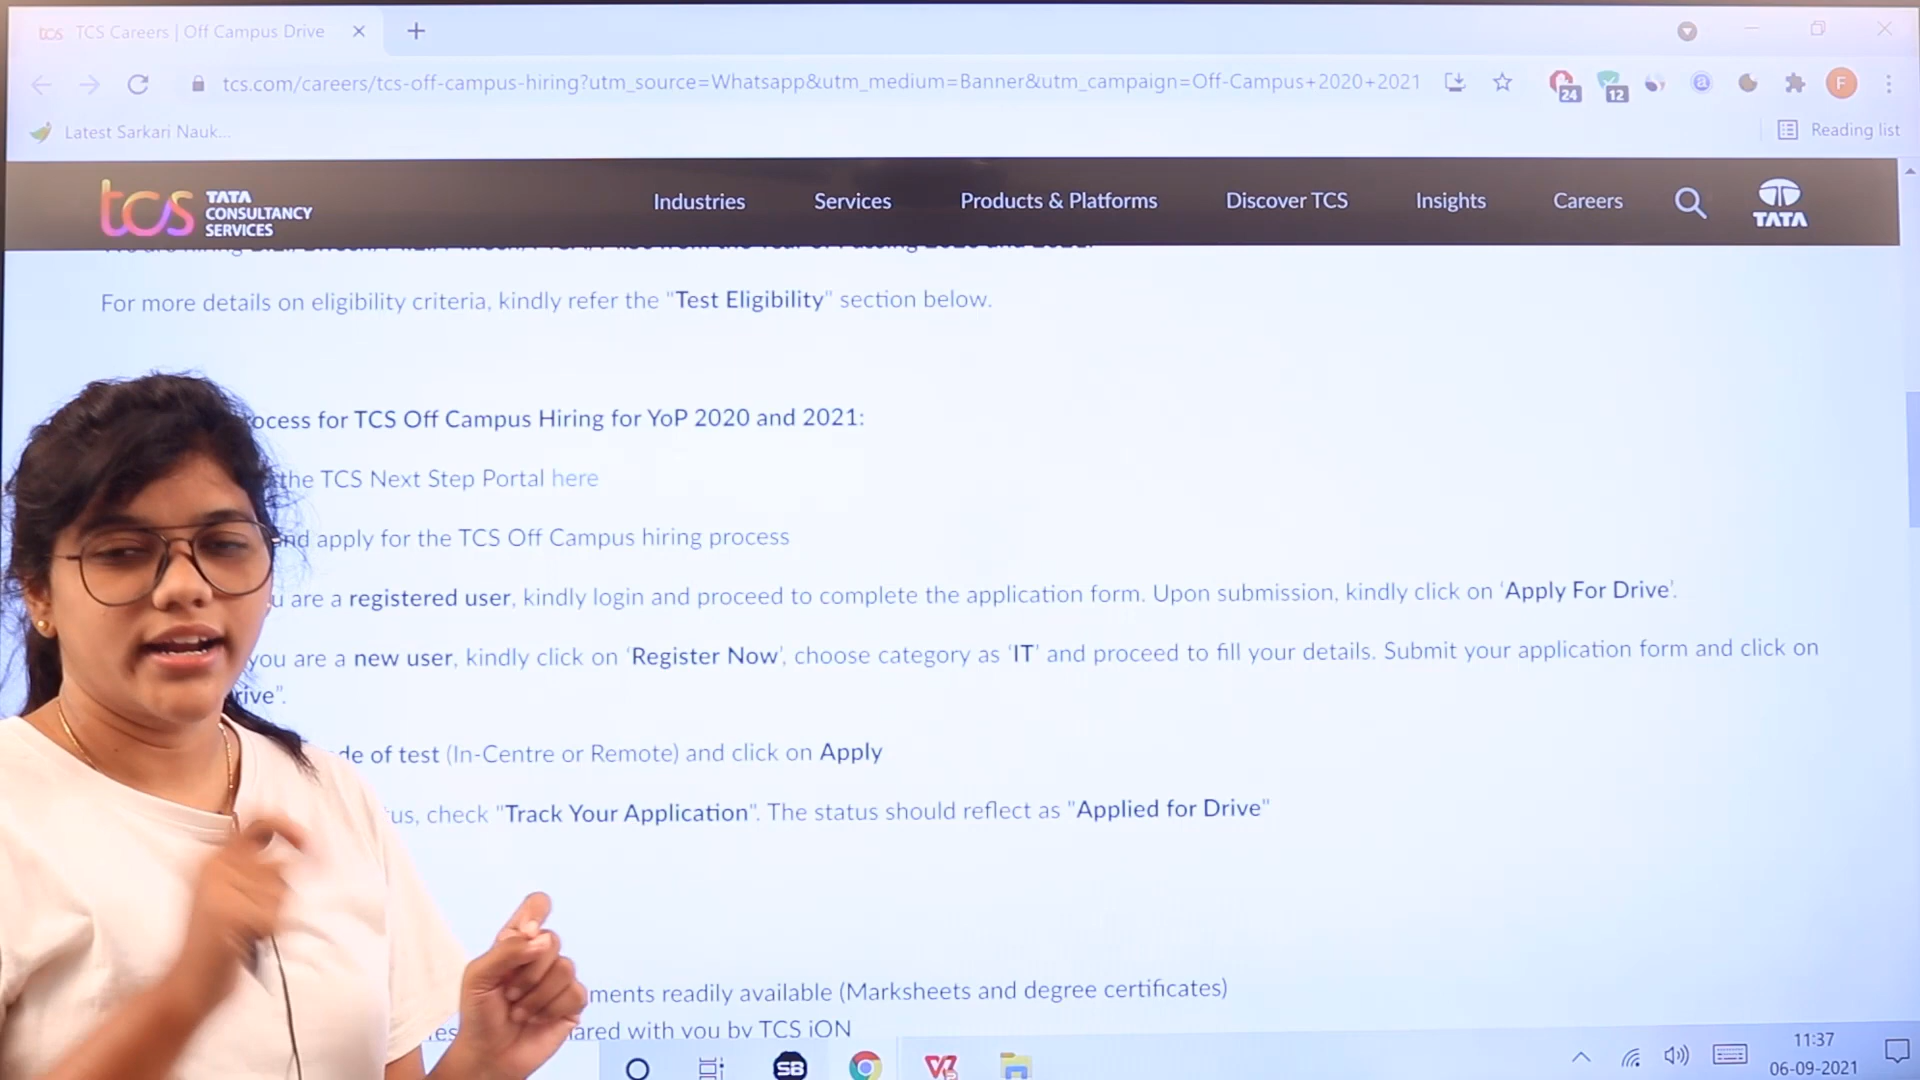 tcs TCS Careers | Off Campus Drive
tcs.com/careers/tcs-off-campus-hiring?utm_source=Whatsapp&utm_medium=Banner&utm_campaign=Off-Campus+2020+2021
24
12
a
F
Latest Sarkari Nauk...
Reading list
tcs TATA CONSULTANCY SERVICES
Industries Services Products & Platforms Discover TCS Insights Careers
TATA
For more details on eligibility criteria, kindly refer the "Test Eligibility" section below.
ocess for TCS Off Campus Hiring for YoP 2020 and 2021:
the TCS Next Step Portal here
nd apply for the TCS Off Campus hiring process
u are a registered user, kindly login and proceed to complete the application form. Upon submission, kindly click on 'Apply For Drive'.
you are a new user, kindly click on 'Register Now', choose category as 'IT' and proceed to fill your details. Submit your application form and click on
rive".
de of test (In-Centre or Remote) and click on Apply
us, check "Track Your Application". The status should reflect as "Applied for Drive"
ments readily available (Marksheets and degree certificates)
ared with you by TCS iON
SB
11:37
06-09-2021